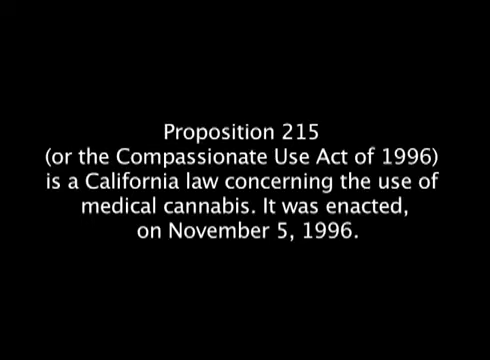 Proposition 215
(or the Compassionate Use Act of 1996)
is a California law concerning the use of
medical cannabis. It was enacted,
on November 5, 1996.